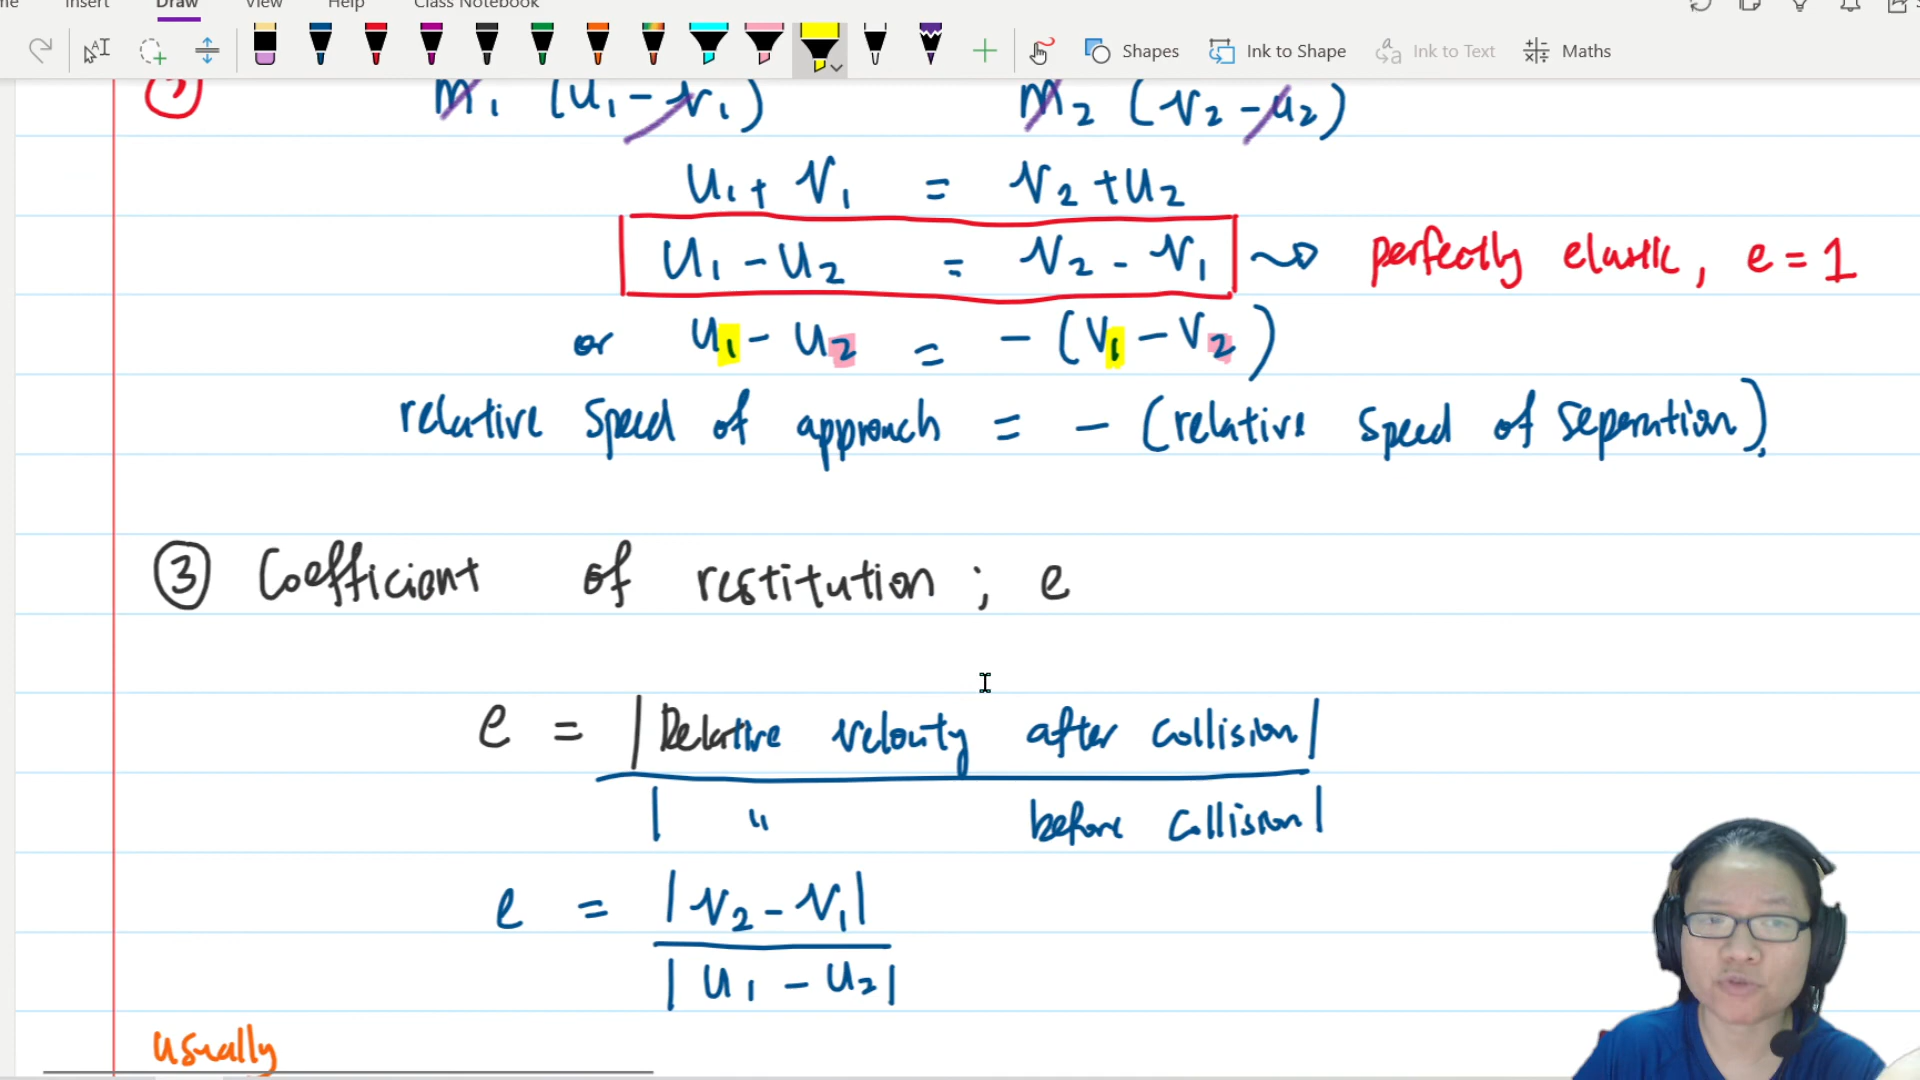 Insert Draw View Help Class Notebook
Shapes Ink to Shape Ink to Text Maths
m₁ (u₁ - v₁) m₂ (v₂ - u₂)
u₁ + v₁ = v₂ + u₂
u₁ - u₂ = v₂ - v₁ ⤳ perfectly elastic, e = 1
or u₁ - u₂ = - (v₁ - v₂)
relative speed of approach = - (relative speed of separation).
③ Coefficient of restitution ; e
e = |Relative velocity after collision|
| " before collision|
e = |v₂ - v₁|
| u₁ - u₂|
usually